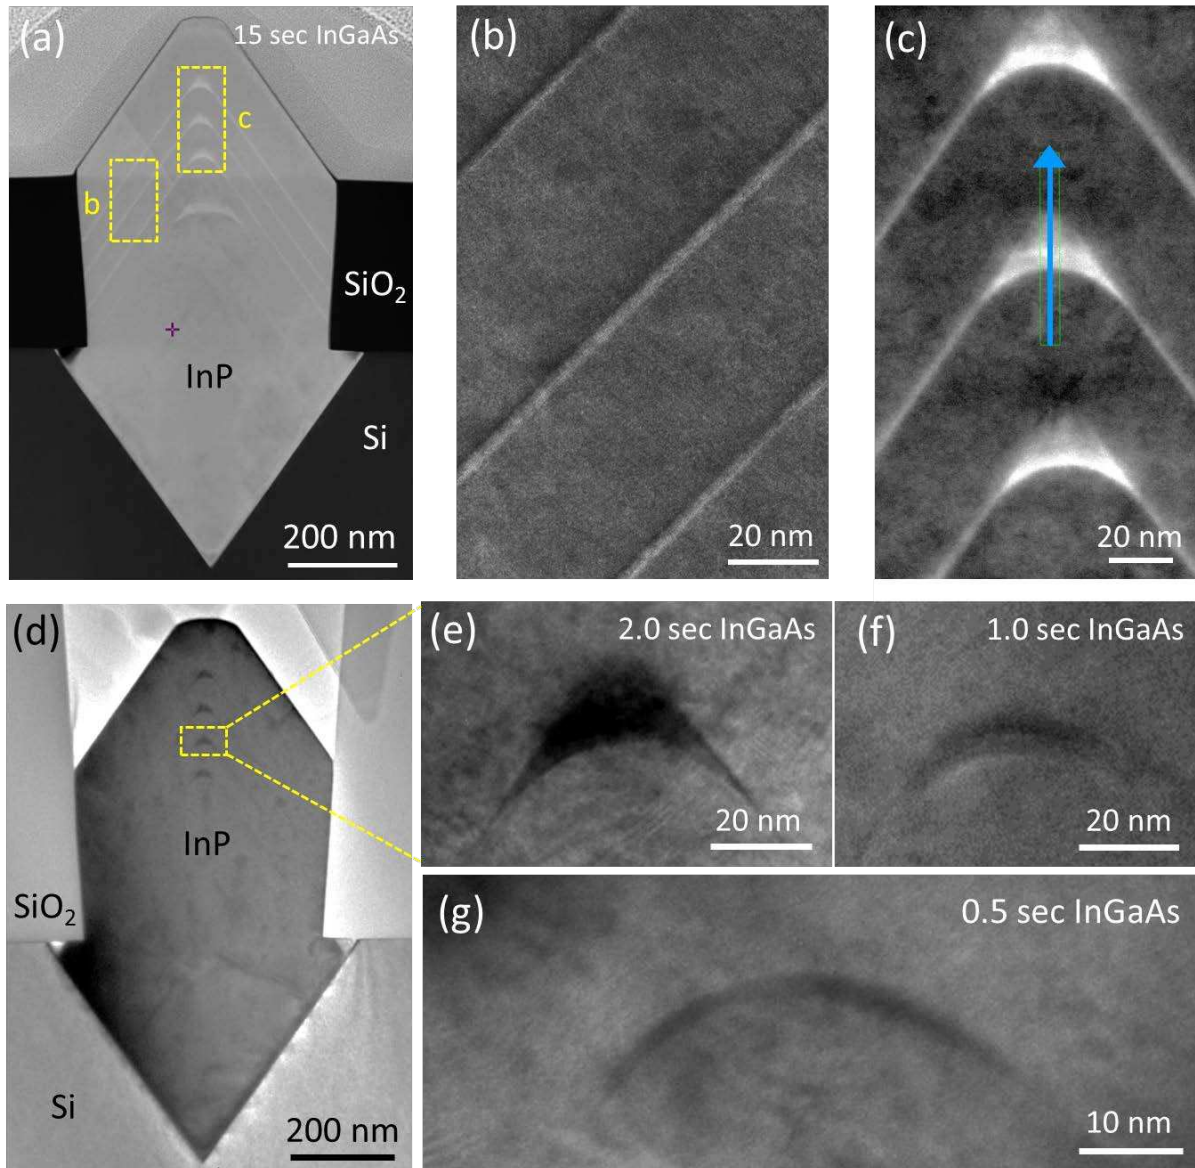 (a)
15 sec InGaAs
c
b
SiO₂
InP
Si
200 nm
(b)
20 nm
(c)
20 nm
(d)
InP
SiO₂
Si
200 nm
(e)
2.0 sec InGaAs
20 nm
(f)
1.0 sec InGaAs
20 nm
(g)
0.5 sec InGaAs
10 nm